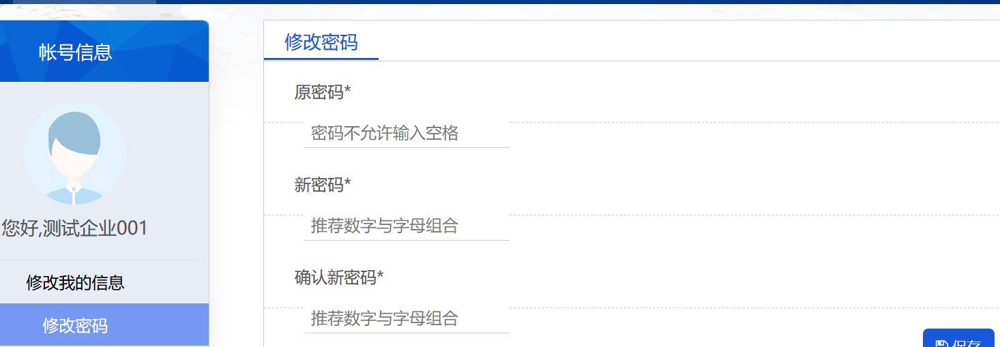 帐号信息
您好,测试企业001
修改我的信息
修改密码
修改密码
原密码*
密码不允许输入空格
新密码*
推荐数字与字母组合
确认新密码*
推荐数字与字母组合
保存